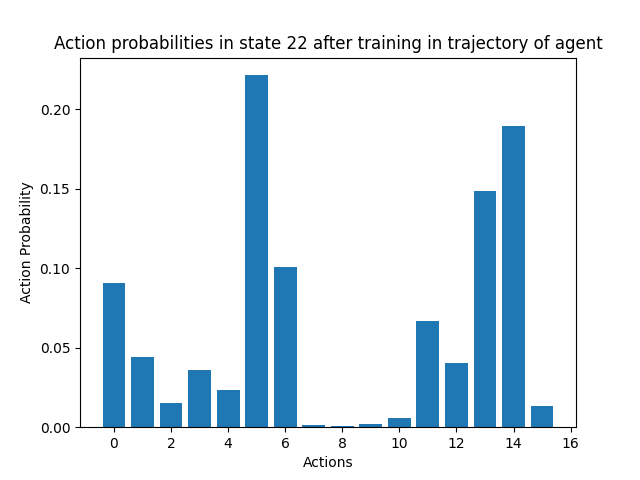 Action probabilities in state 22 after training in trajectory of agent
Action Probability
0.20
0.15
0.10
0.05
0.00
0 2 4 6 8 10 12 14 16
Actions